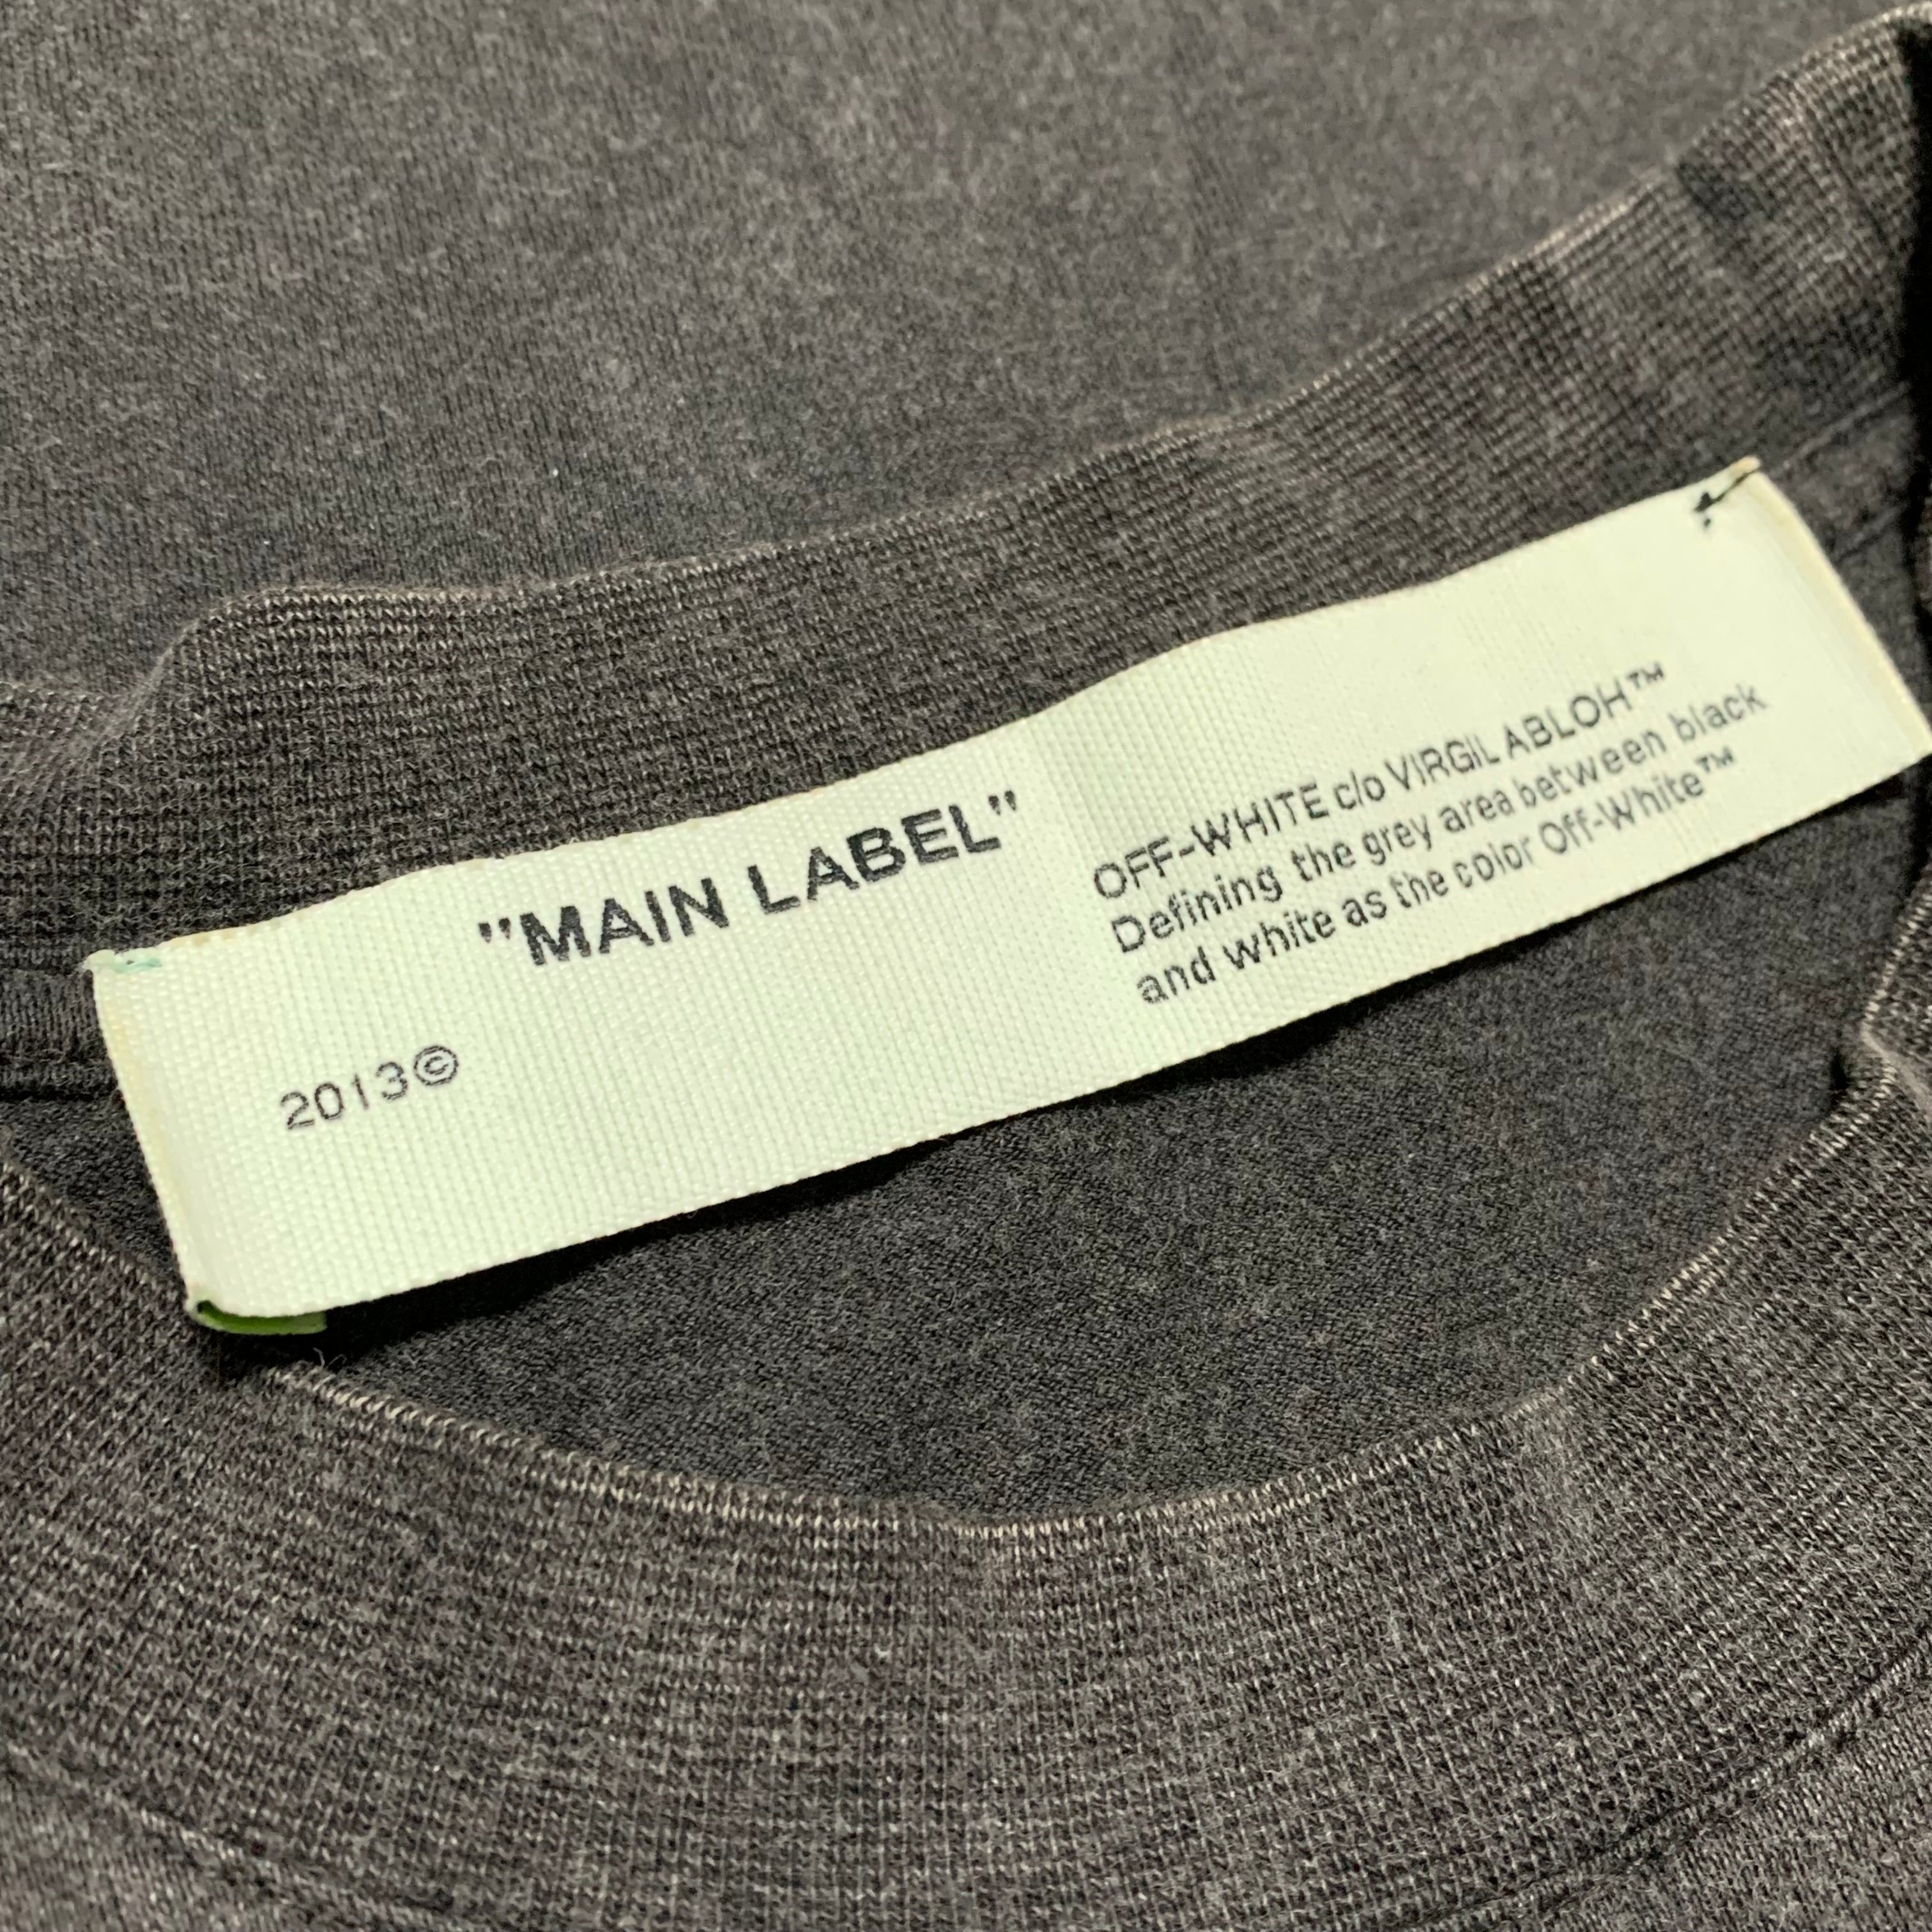 "MAIN LABEL"
2013©
OFF-WHITE c/o VIRGIL ABLOH™
Defining the grey area between black
and white as the color Off-White™